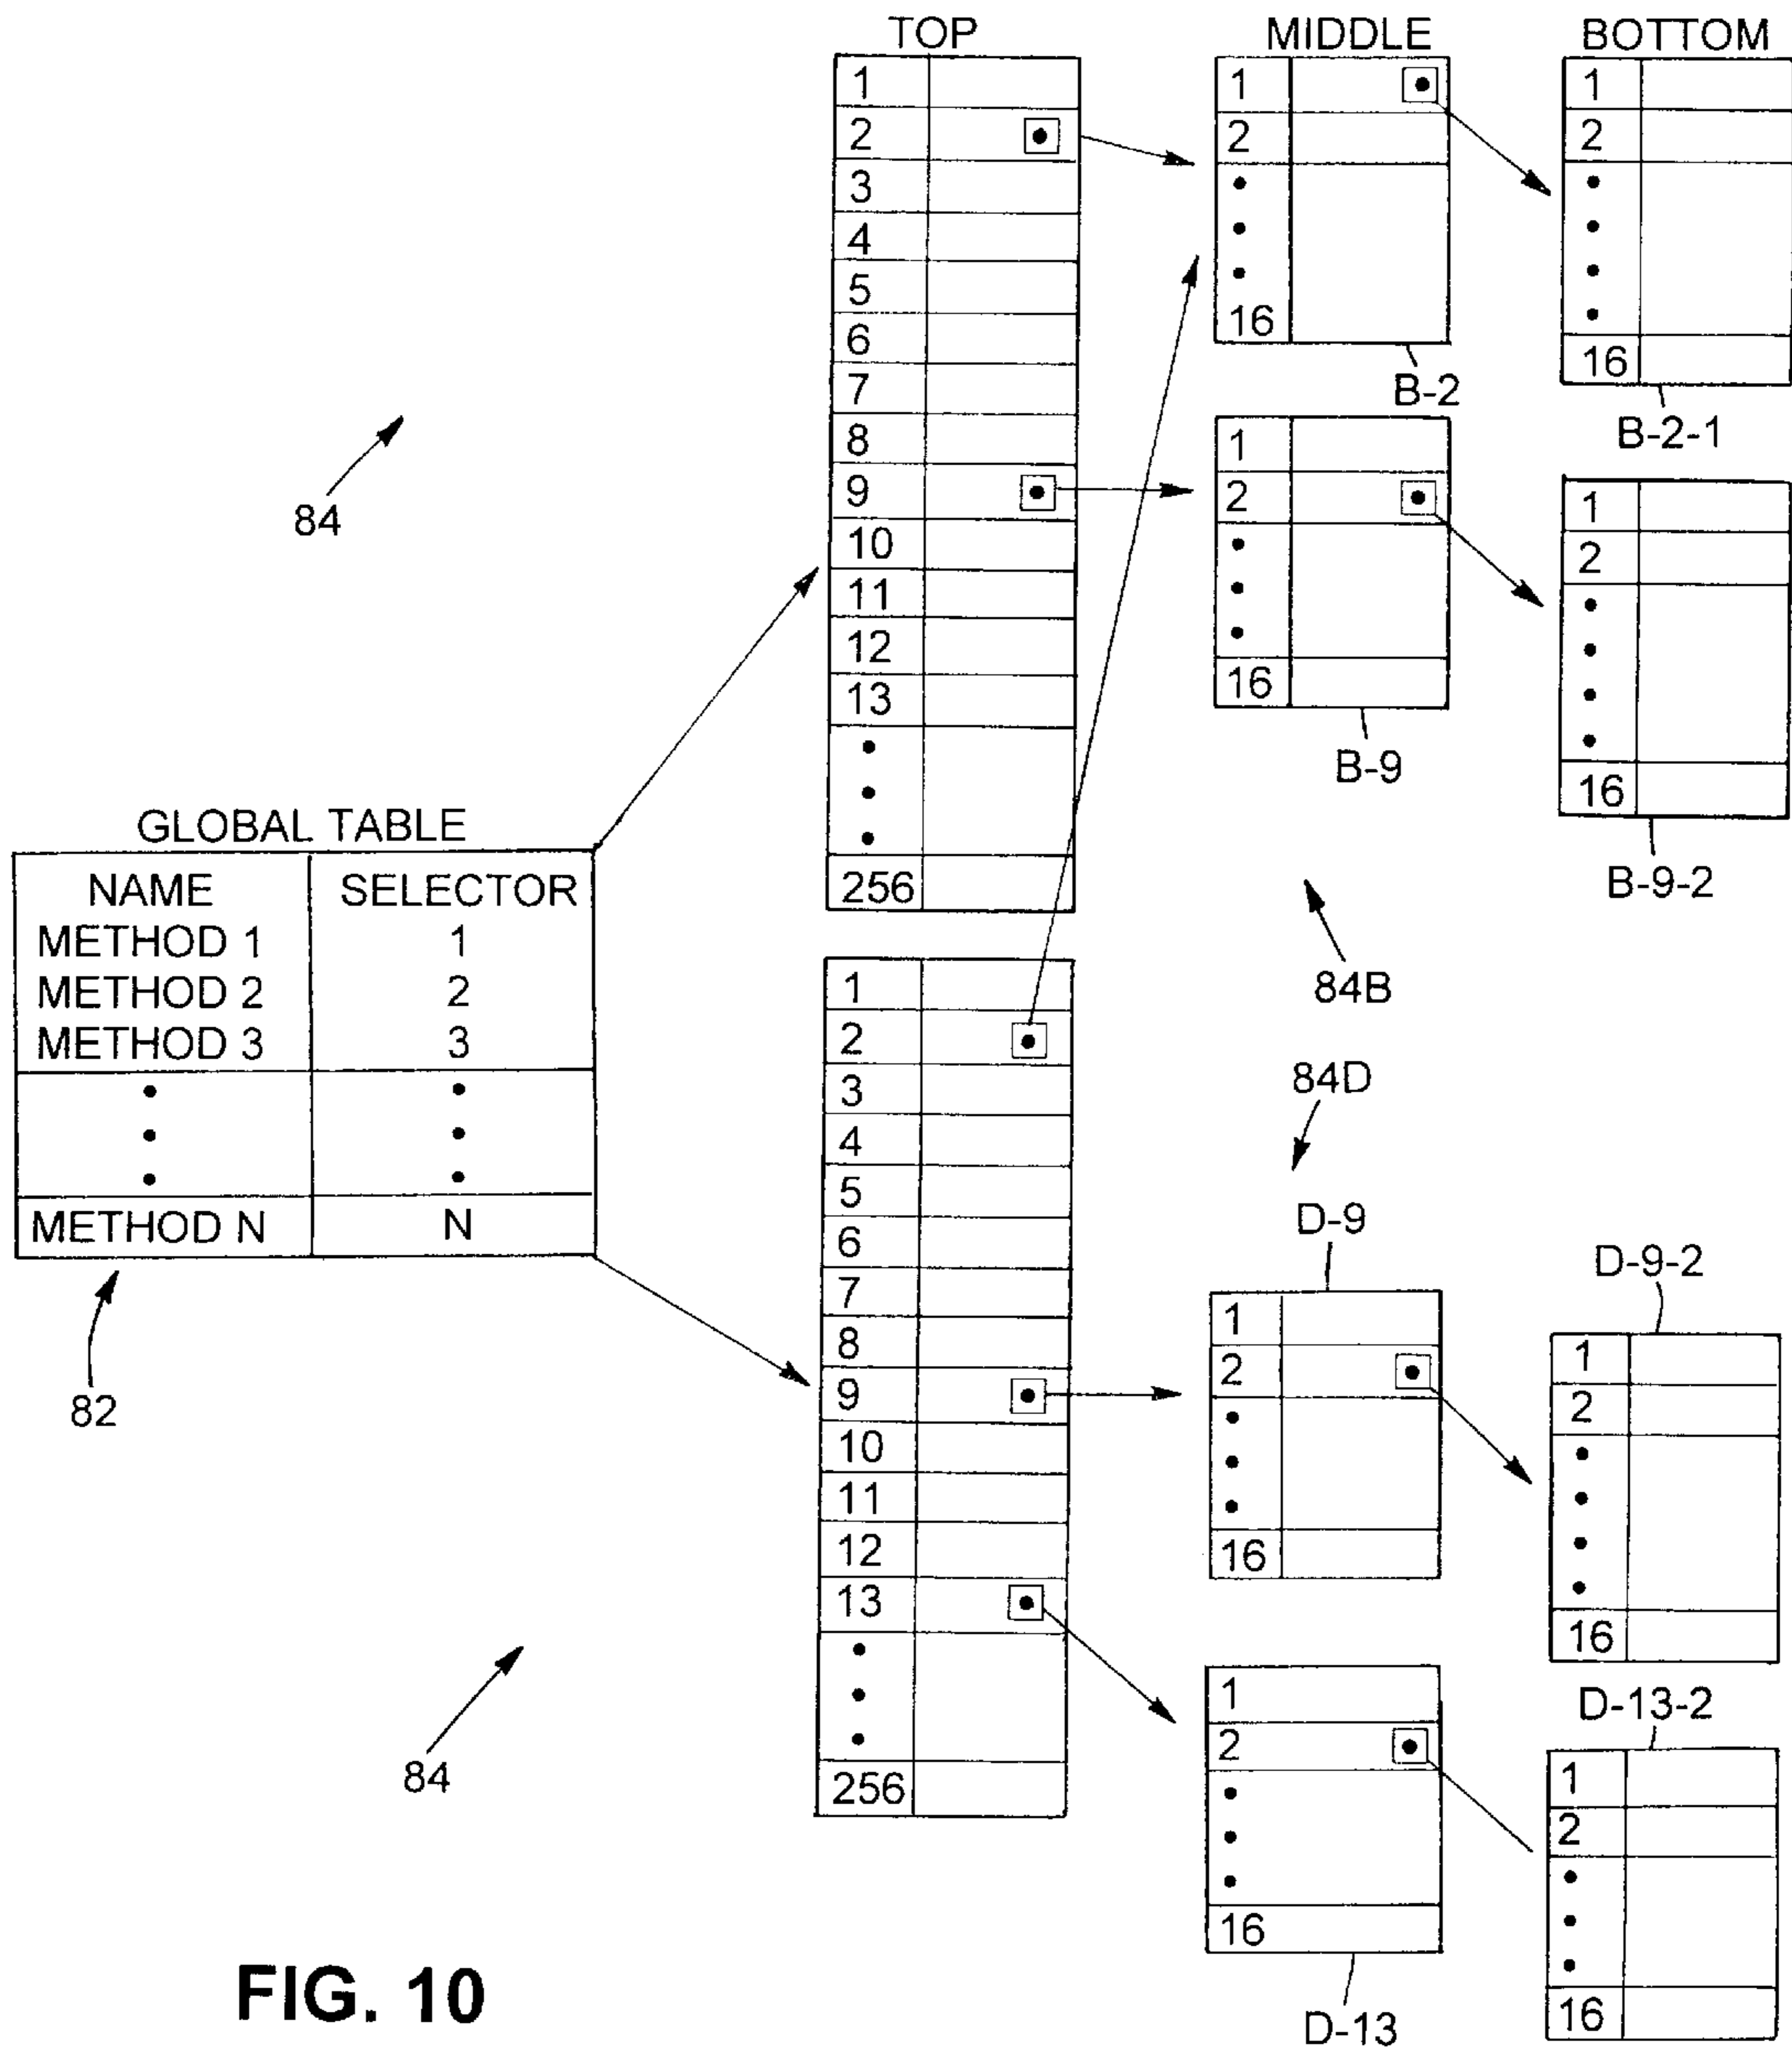 TOP
1
2
3
4
5
6
7
8
9
10
11
12
13
256
MIDDLE
1
2
16
B-2
1
2
16
B-9
BOTTOM
1
2
16
B-2-1
1
2
16
B-9-2
84
84B
GLOBAL TABLE
NAME SELECTOR
METHOD 1 1
METHOD 2 2
METHOD 3 3
METHOD N N
82
84
1
2
3
4
5
6
7
8
9
10
11
12
13
256
84D
D-9
1
2
16
D-9-2
1
2
16
1
2
16
D-13
D-13-2
1
2
16
FIG. 10